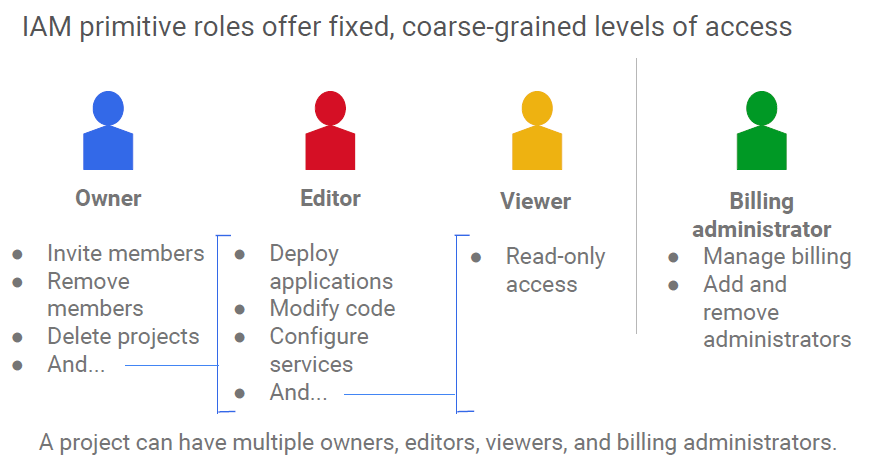 IAM primitive roles offer fixed, coarse-grained levels of access
Owner
● Invite members
● Remove
members
● Delete projects
● And...
Editor
● Deploy
applications
● Modify code
● Configure
services
● And...
Viewer
● Read-only
access
Billing
administrator
● Manage billing
● Add and
remove
administrators
A project can have multiple owners, editors, viewers, and billing administrators.